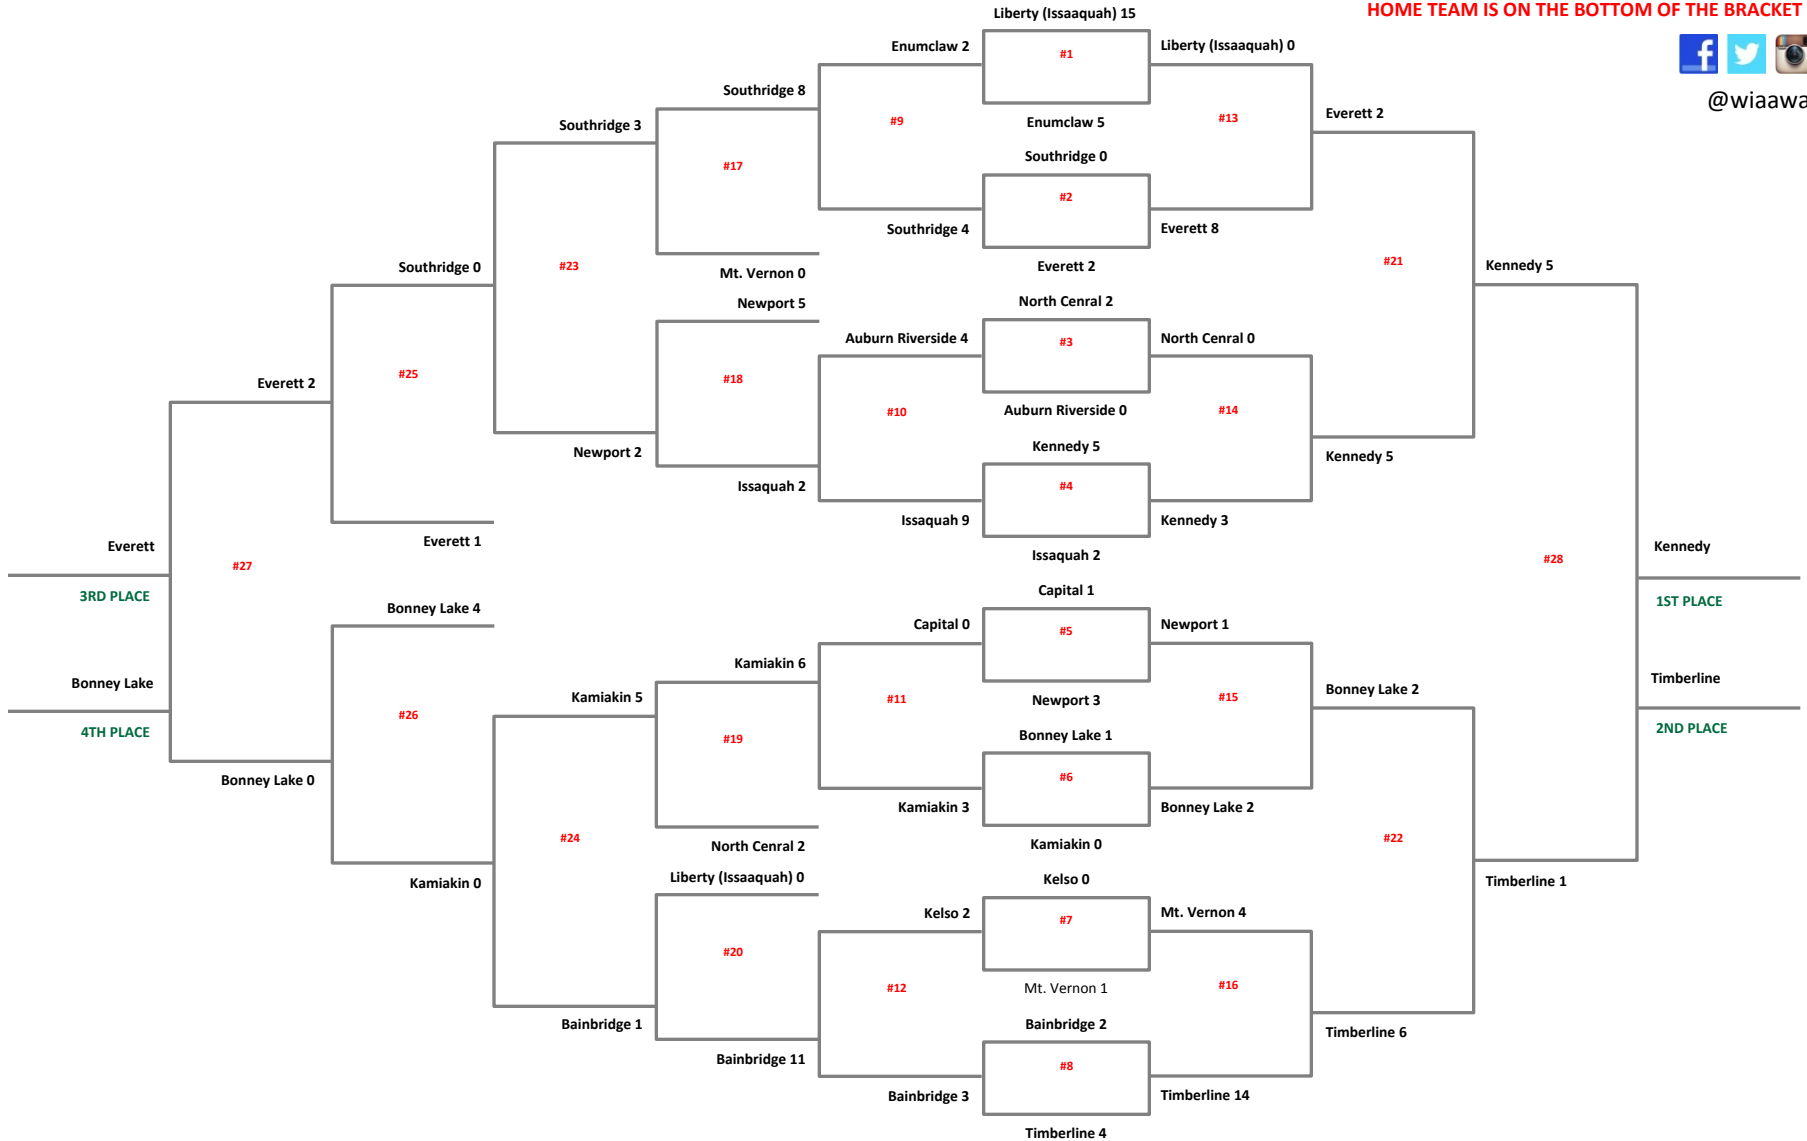 HOME TEAM IS ON THE BOTTOM OF THE BRACKET
@wiaawa
Liberty (Issaaquah) 15
Enumclaw 2
#1
Liberty (Issaaquah) 0
Southridge 8
Everett 2
Southridge 3
#9
Enumclaw 5
#13
Southridge 0
#17
#2
Southridge 4
Everett 8
Southridge 0
#23
Mt. Vernon 0
Everett 2
#21
Kennedy 5
Newport 5
North Cenral 2
Auburn Riverside 4
#3
North Cenral 0
Everett 2
#25
#18
#10
Auburn Riverside 0
#14
Newport 2
Kennedy 5
Kennedy 5
Issaquah 2
#4
Issaquah 9
Kennedy 3
Everett
Everett 1
Issaquah 2
Kennedy
#27
#28
3RD PLACE
Bonney Lake 4
Capital 1
1ST PLACE
Capital 0
#5
Newport 1
Bonney Lake
Kamiakin 6
Timberline
Kamiakin 5
#11
Newport 3
#15
Bonney Lake 2
4TH PLACE
#26
#19
Bonney Lake 1
2ND PLACE
Bonney Lake 0
#6
Kamiakin 3
Bonney Lake 2
#24
North Cenral 2
Kamiakin 0
#22
Kamiakin 0
Liberty (Issaaquah) 0
Kelso 0
Timberline 1
Kelso 2
#7
Mt. Vernon 4
#20
#12
Mt. Vernon 1
#16
Bainbridge 1
Bainbridge 2
Timberline 6
Bainbridge 11
#8
Bainbridge 3
Timberline 14
Timberline 4